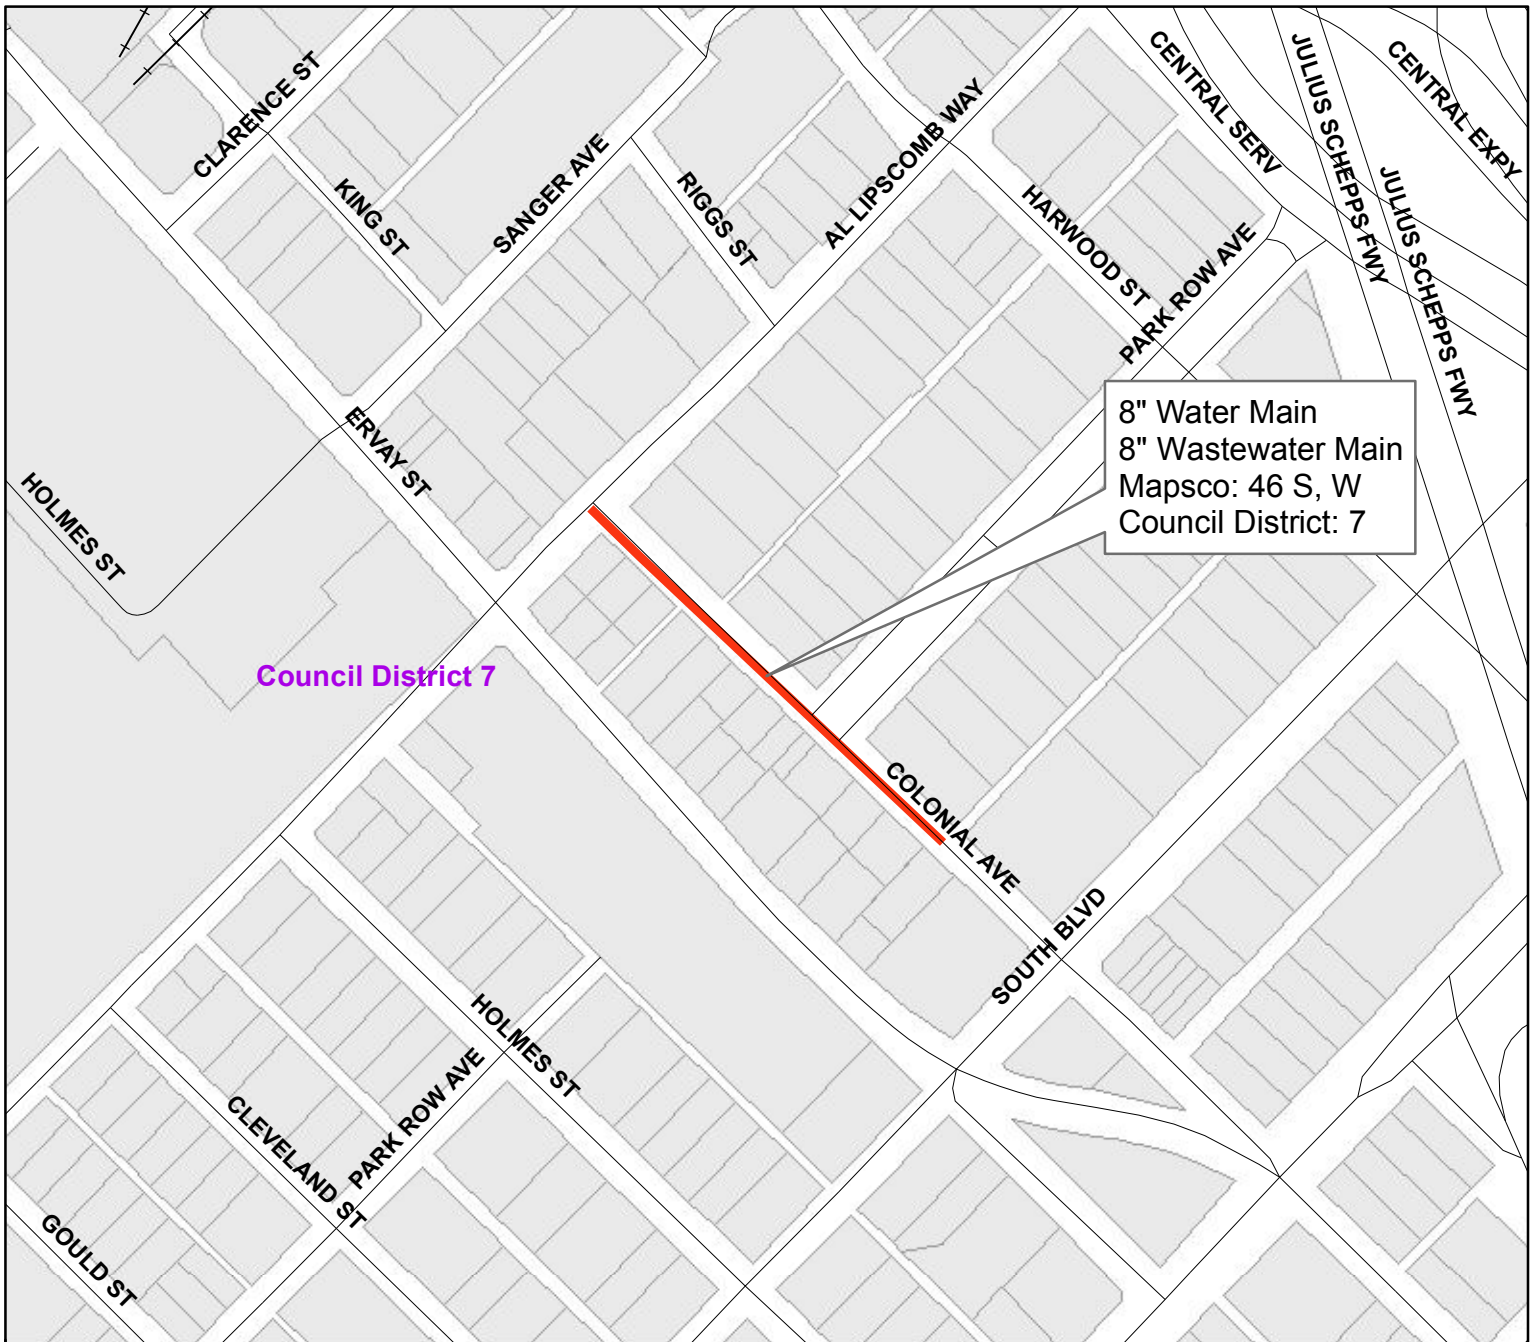 CLARENCE ST
KING ST
SANGER AVE
RIGGS ST
AL LIPSCOMB WAY
CENTRAL SERV
JULIUS SCHEPPS FWY
CENTRAL EXPY
JULIUS SCHEPPS FWY
HARWOOD ST
PARK ROW AVE
ERVAY ST
HOLMES ST
8" Water Main
8" Wastewater Main
Mapsco: 46 S, W
Council District: 7
Council District 7
COLONIAL AVE
SOUTH BLVD
HOLMES ST
PARK ROW AVE
CLEVELAND ST
GOULD ST